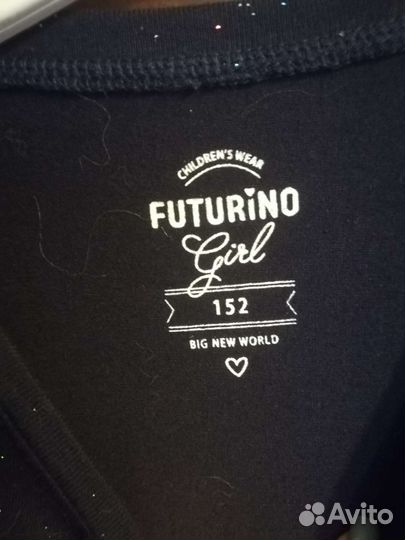 CHILDREN'S WEAR
FUTURiNO
Girl
152
BIG NEW WORLD
Avito